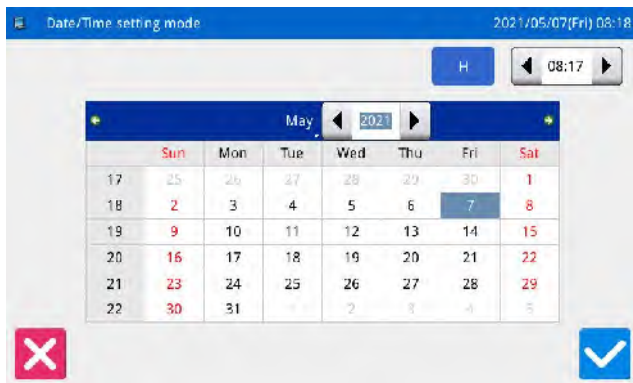 Date/Time setting mode 2021/05/07(Fri) 08:18
H 08:17
May 2021
Sun Mon Tue Wed Thu Fri Sat
17 25 26 27 28 29 30 1
18 2 3 4 5 6 7 8
19 9 10 11 12 13 14 15
20 16 17 18 19 20 21 22
21 23 24 25 26 27 28 29
22 30 31 1 2 3 4 5